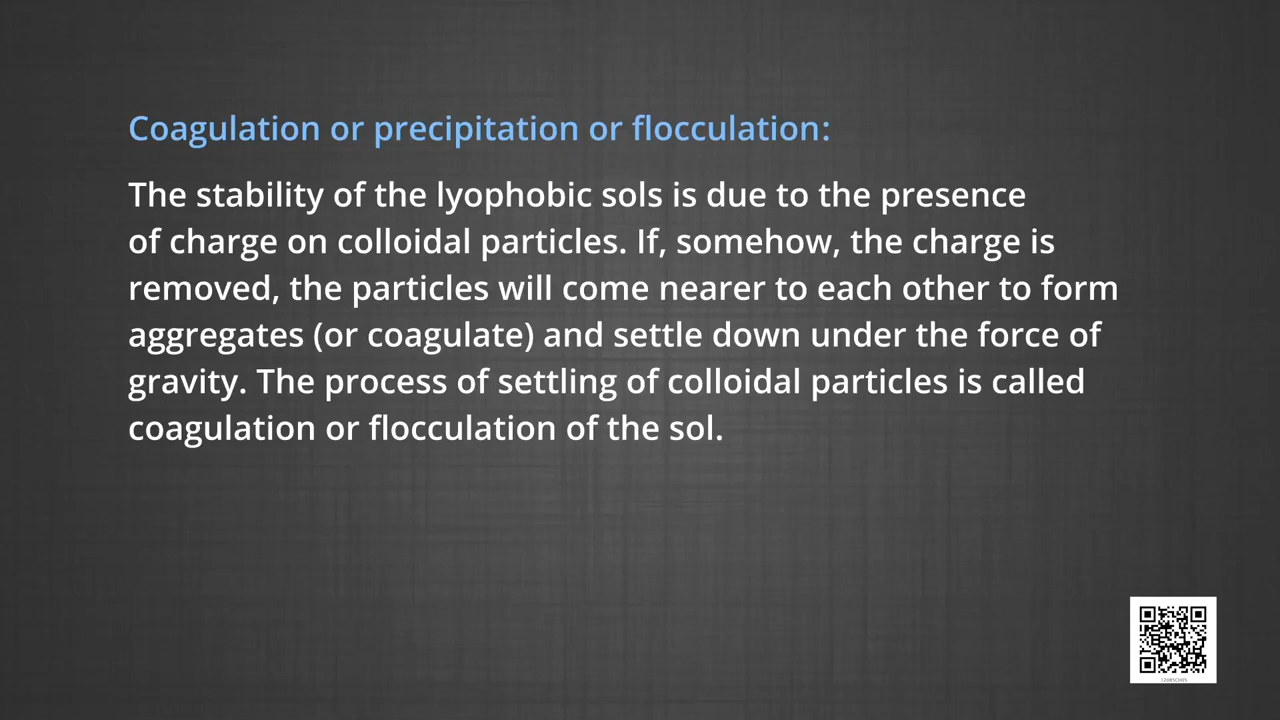 Coagulation or precipitation or flocculation:
The stability of the lyophobic sols is due to the presence
of charge on colloidal particles. If, somehow, the charge is
removed, the particles will come nearer to each other to form
aggregates (or coagulate) and settle down under the force of
gravity. The process of settling of colloidal particles is called
coagulation or flocculation of the sol.